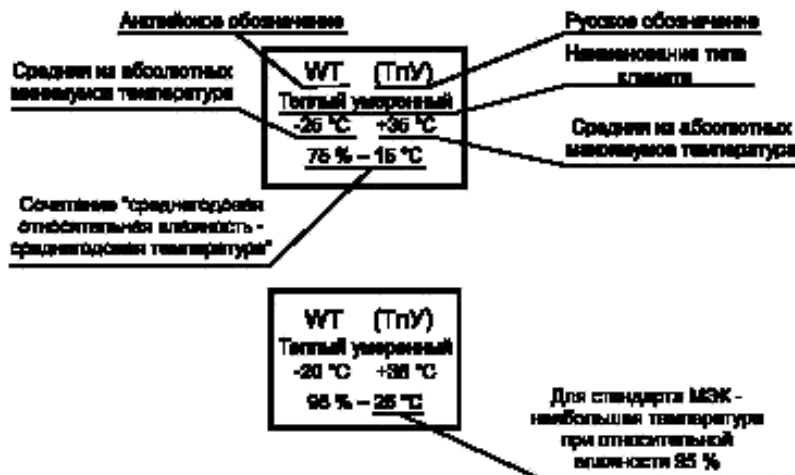 Английское обозначение
Русское обозначение
Наименование типа
климата
Средняя из абсолютных
минимумов температура
WT (ТпУ)
Теплый умеренный
-25 °C +35 °C
75 % – 15 °C
Средняя из абсолютных
максимумов температура
Сочетание "среднегодовая
относительная влажность -
среднегодовая температура"
WT (ТпУ)
Теплый умеренный
-20 °C
95 % – 25 °C
Для стандарта МЭК -
наибольшая температура
при относительной
влажности 95 %